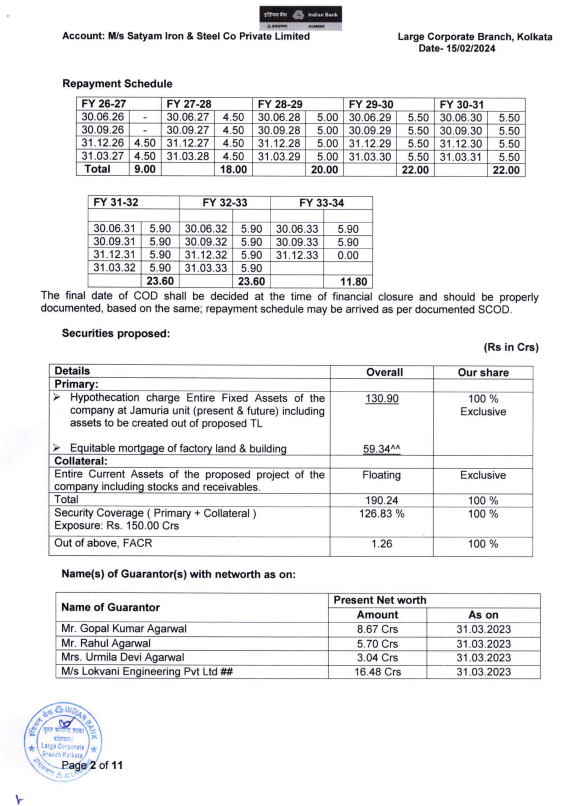 इंडियन बैंक Indian Bank
ALLAHABAD
Account: M/s Satyam Iron & Steel Co Private Limited Large Corporate Branch, Kolkata
Date- 15/02/2024
Repayment Schedule
FY 26-27 FY 27-28 FY 28-29 FY 29-30 FY 30-31
30.06.26 - 30.06.27 4.50 30.06.28 5.00 30.06.29 5.50 30.06.30 5.50
30.09.26 - 30.09.27 4.50 30.09.28 5.00 30.09.29 5.50 30.09.30 5.50
31.12.26 4.50 31.12.27 4.50 31.12.28 5.00 31.12.29 5.50 31.12.30 5.50
31.03.27 4.50 31.03.28 4.50 31.03.29 5.00 31.03.30 5.50 31.03.31 5.50
Total 9.00 18.00 20.00 22.00 22.00
FY 31-32 FY 32-33 FY 33-34
30.06.31 5.90 30.06.32 5.90 30.06.33 5.90
30.09.31 5.90 30.09.32 5.90 30.09.33 5.90
31.12.31 5.90 31.12.32 5.90 31.12.33 0.00
31.03.32 5.90 31.03.33 5.90
23.60 23.60 11.80
The final date of COD shall be decided at the time of financial closure and should be properly
documented, based on the same; repayment schedule may be arrived as per documented SCOD.
Securities proposed:
(Rs in Crs)
Details Overall Our share
Primary:
➢ Hypothecation charge Entire Fixed Assets of the 130.90 100 %
company at Jamuria unit (present & future) including Exclusive
assets to be created out of proposed TL
➢ Equitable mortgage of factory land & building 59.34^^
Collateral:
Entire Current Assets of the proposed project of the Floating Exclusive
company including stocks and receivables.
Total 190.24 100 %
Security Coverage ( Primary + Collateral ) 126.83 % 100 %
Exposure: Rs. 150.00 Crs
Out of above, FACR 1.26 100 %
Name(s) of Guarantor(s) with networth as on:
Name of Guarantor Present Net worth
Amount As on
Mr. Gopal Kumar Agarwal 8.67 Crs 31.03.2023
Mr. Rahul Agarwal 5.70 Crs 31.03.2023
Mrs. Urmila Devi Agarwal 3.04 Crs 31.03.2023
M/s Lokvani Engineering Pvt Ltd ## 16.48 Crs 31.03.2023
INDIAN BANK
Large Corporate
Branch Kolkata
Page 2 of 11